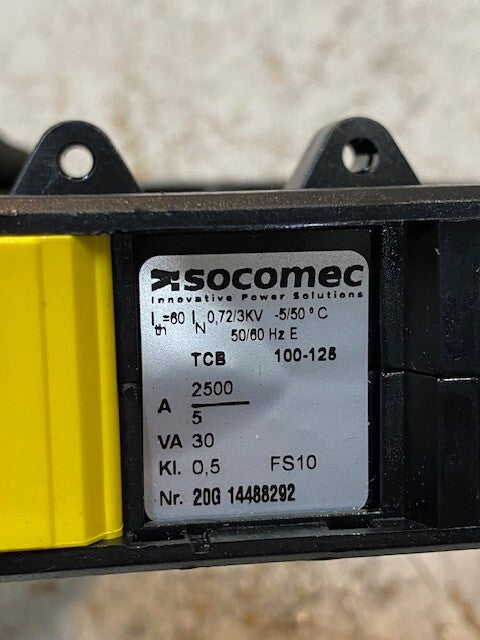 socomec
Innovative Power Solutions
Ith=60 IN 0,72/3KV -5/50°C
50/60 Hz E
TCB 100-125
A 2500
5
VA 30
Kl. 0,5 FS10
Nr. 20G 14488292